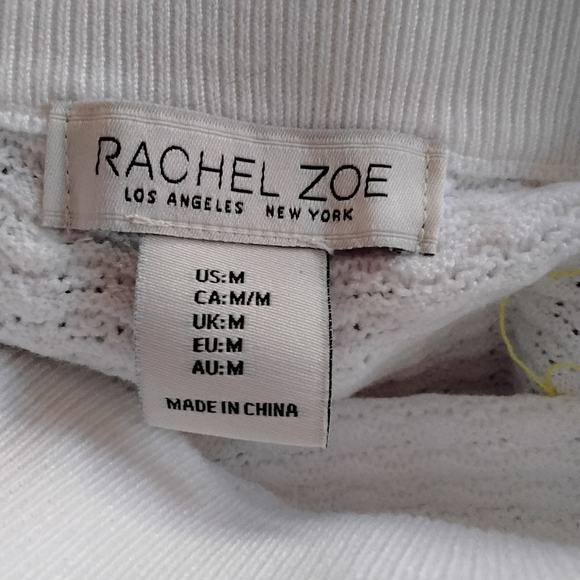 RACHEL ZOE
LOS ANGELES NEW YORK
US:M
CA:M/M
UK:M
EU:M
AU:M
MADE IN CHINA